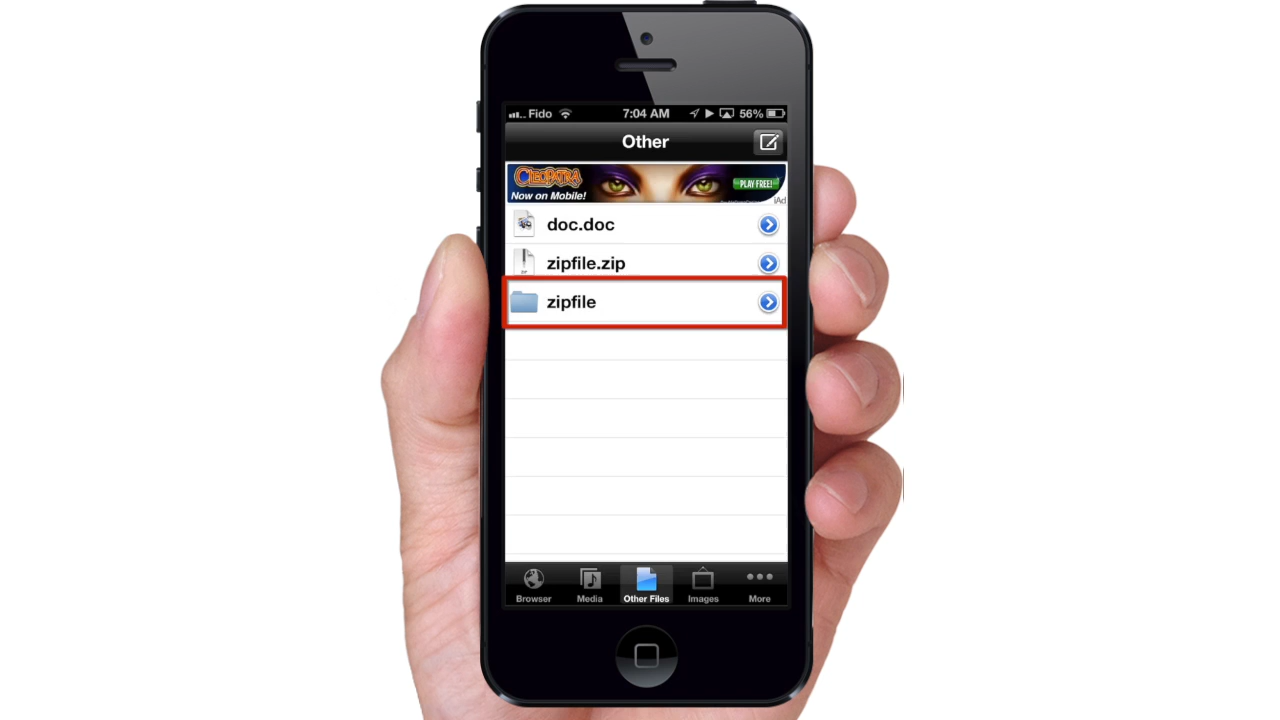 Fido 7:04 AM 56%
Other
CLEOPATRA
Now on Mobile!
PLAY FREE!
iAd
doc.doc
ZIP
zipfile.zip
zipfile
Browser Media Other Files Images More